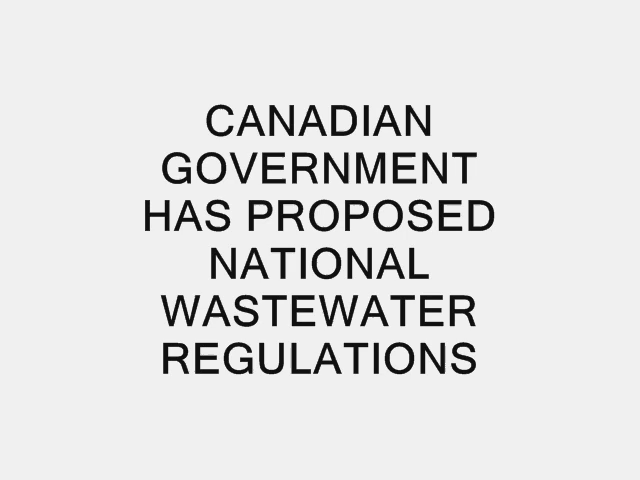 CANADIAN
GOVERNMENT
HAS PROPOSED
NATIONAL
WASTEWATER
REGULATIONS